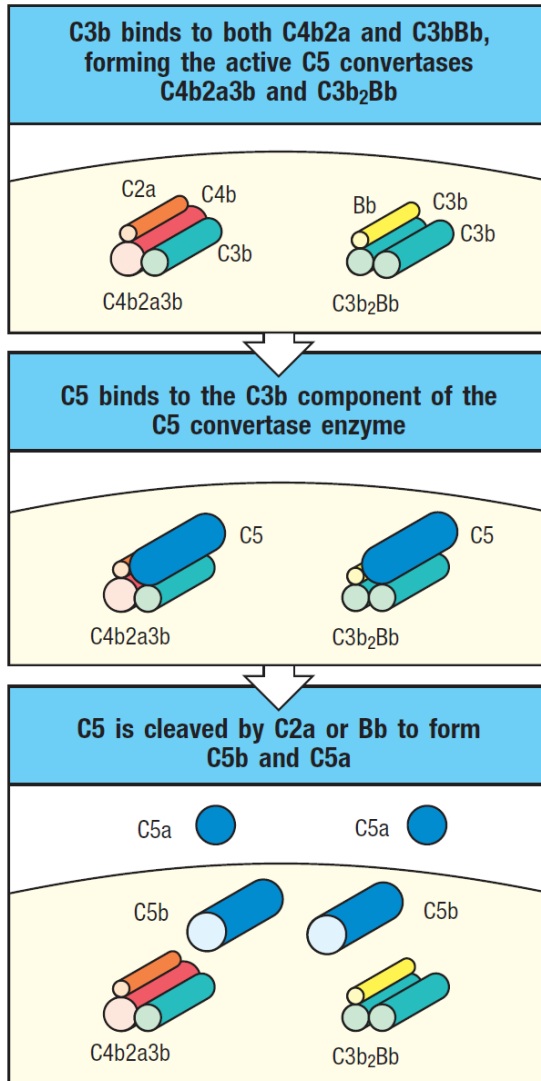 C3b binds to both C4b2a and C3bBb,
forming the active C5 convertases
C4b2a3b and C3b₂Bb
C2a
C4b
C3b
C4b2a3b
Bb
C3b
C3b
C3b₂Bb
C5 binds to the C3b component of the
C5 convertase enzyme
C5
C4b2a3b
C5
C3b₂Bb
C5 is cleaved by C2a or Bb to form
C5b and C5a
C5a
C5a
C5b
C5b
C4b2a3b
C3b₂Bb